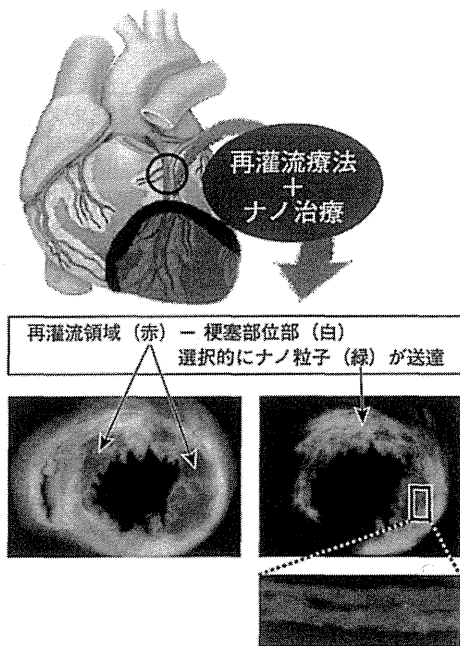 再灌流療法
+
ナノ治療
再灌流領域（赤）－梗塞部位部（白）
選択的にナノ粒子（緑）が送達